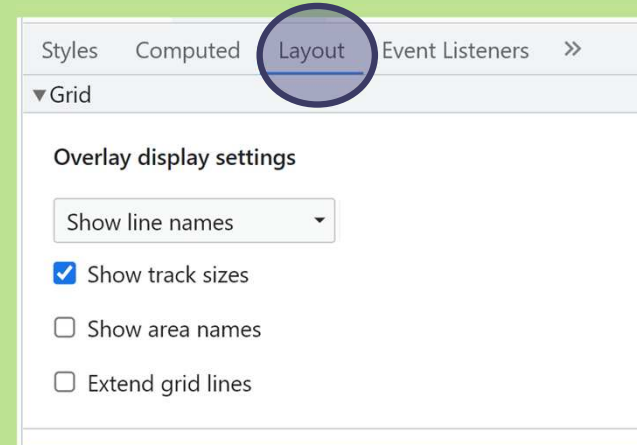 Styles Computed Layout Event Listeners »
▼Grid
Overlay display settings
Show line names
Show track sizes
Show area names
Extend grid lines